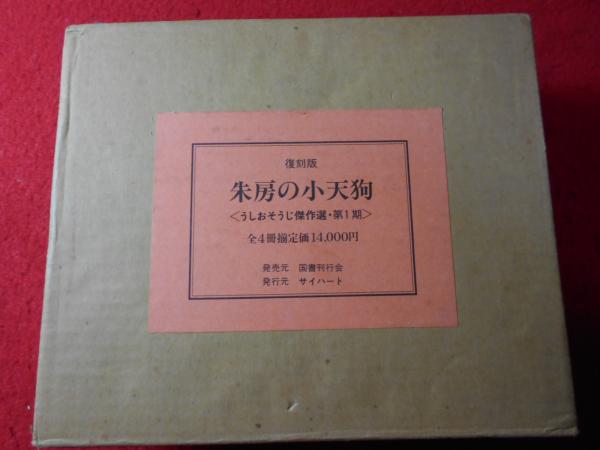 復刻版
朱房の小天狗
<うしおそうじ傑作選・第1期>
全4冊揃定価14,000円
発売元 国書刊行会
発行元 サイハート